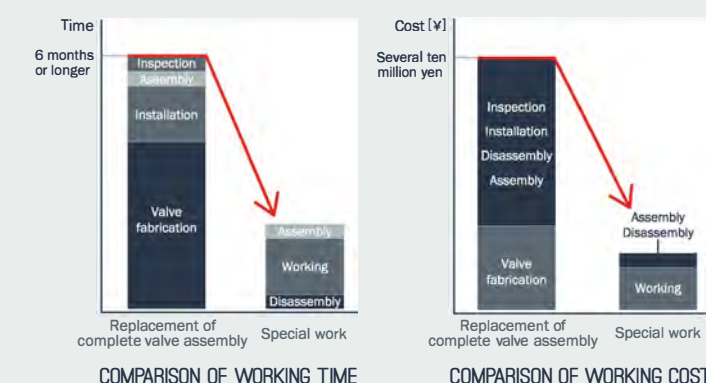 Time
6 months
or longer
Inspection
Assembly
Installation
Valve
fabrication
Assembly
Working
Disassembly
Replacement of
complete valve assembly
Special work
COMPARISON OF WORKING TIME
Cost [¥]
Several ten
million yen
Inspection
Installation
Disassembly
Assembly
Valve
fabrication
Assembly
Disassembly
Working
Replacement of
complete valve assembly
Special work
COMPARISON OF WORKING COST